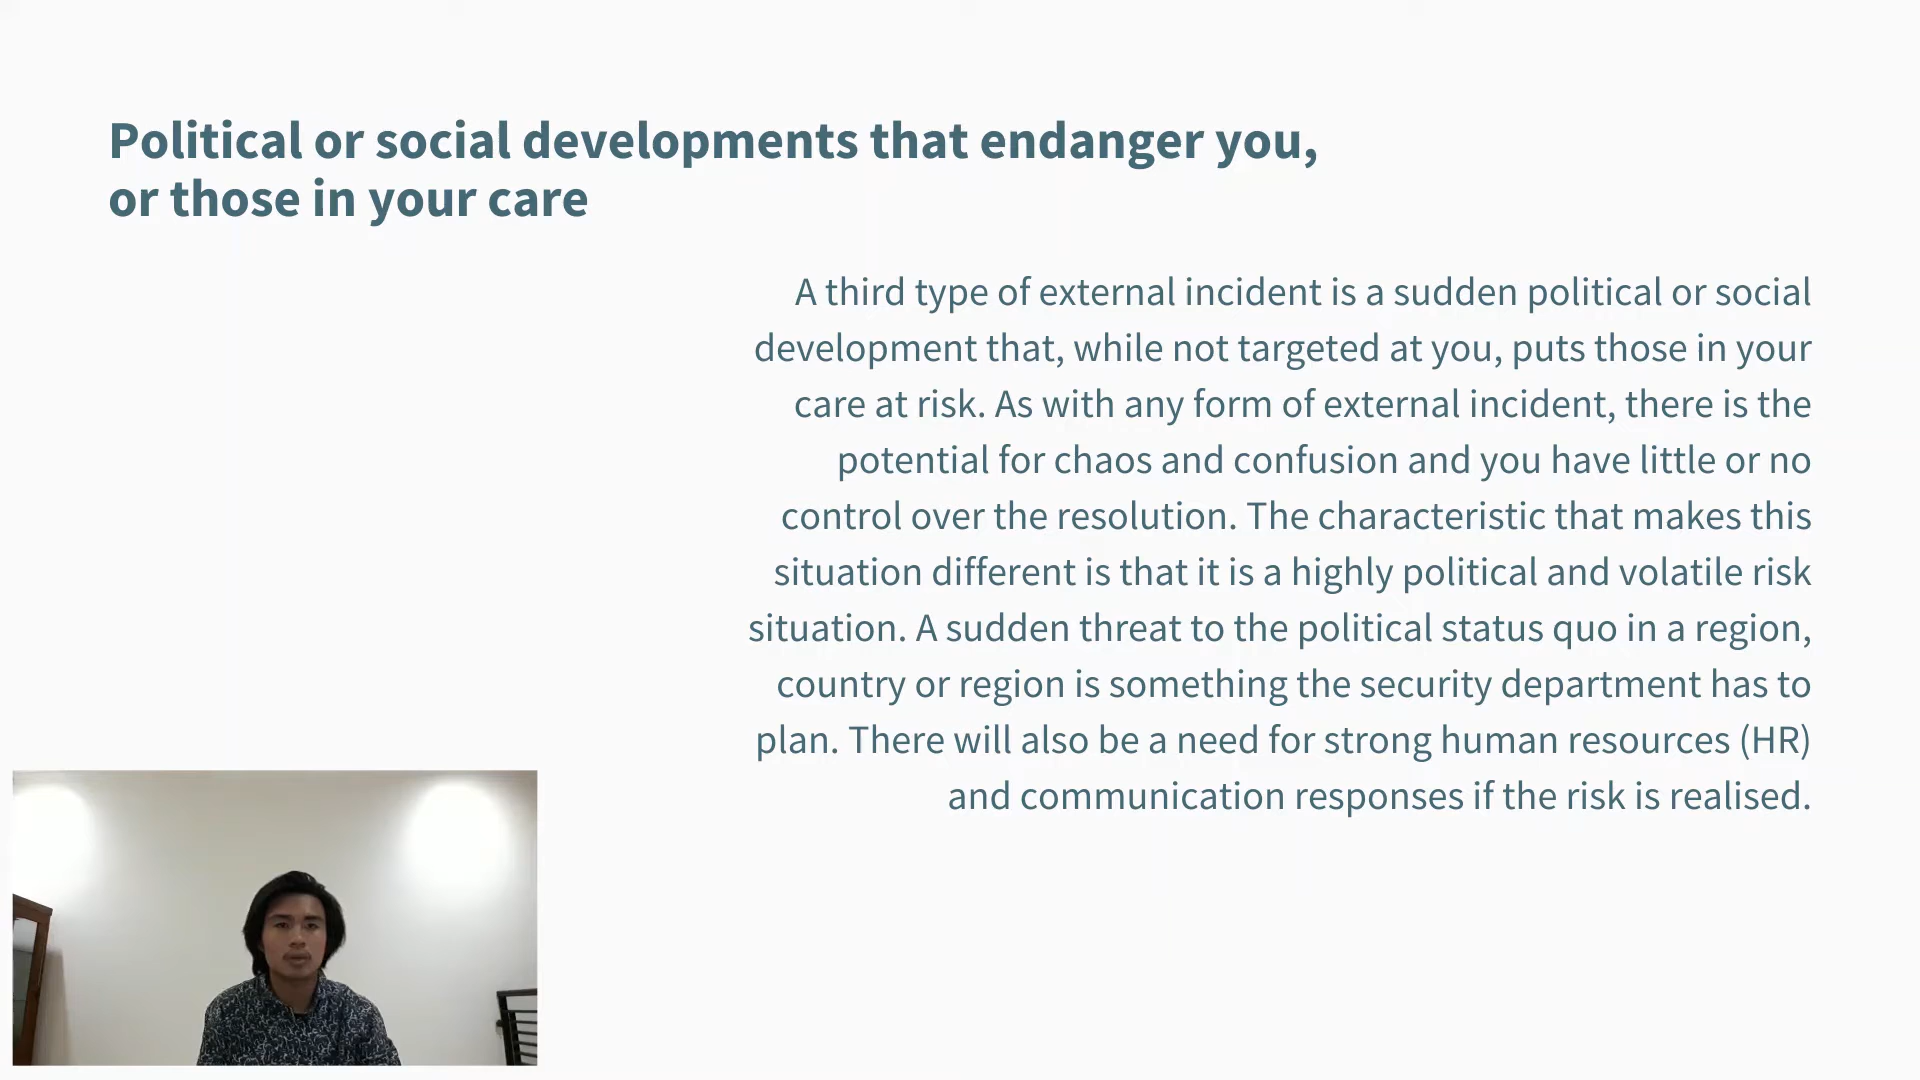 Political or social developments that endanger you,
or those in your care
A third type of external incident is a sudden political or social
development that, while not targeted at you, puts those in your
care at risk. As with any form of external incident, there is the
potential for chaos and confusion and you have little or no
control over the resolution. The characteristic that makes this
situation different is that it is a highly political and volatile risk
situation. A sudden threat to the political status quo in a region,
country or region is something the security department has to
plan. There will also be a need for strong human resources (HR)
and communication responses if the risk is realised.